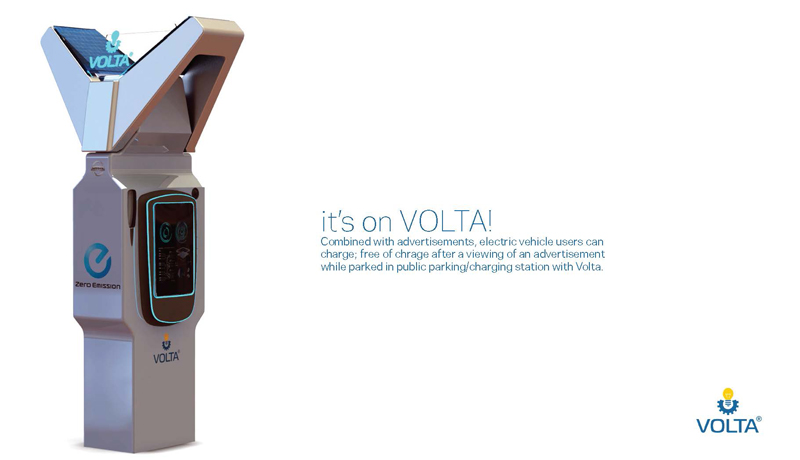 VOLTA
Zero Emission
VOLTA®
it's on VOLTA!
Combined with advertisements, electric vehicle users can
charge; free of chrage after a viewing of an advertisement
while parked in public parking/charging station with Volta.
VOLTA®